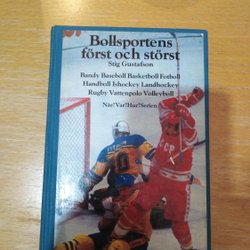 Bollsportens
först och störst
Stig Gustafson
Bandy Baseboll Basketboll Fotboll
Handboll Ishockey Landhockey
Rugby Vattenpolo Volleyboll
När?Var?Hur?Serien